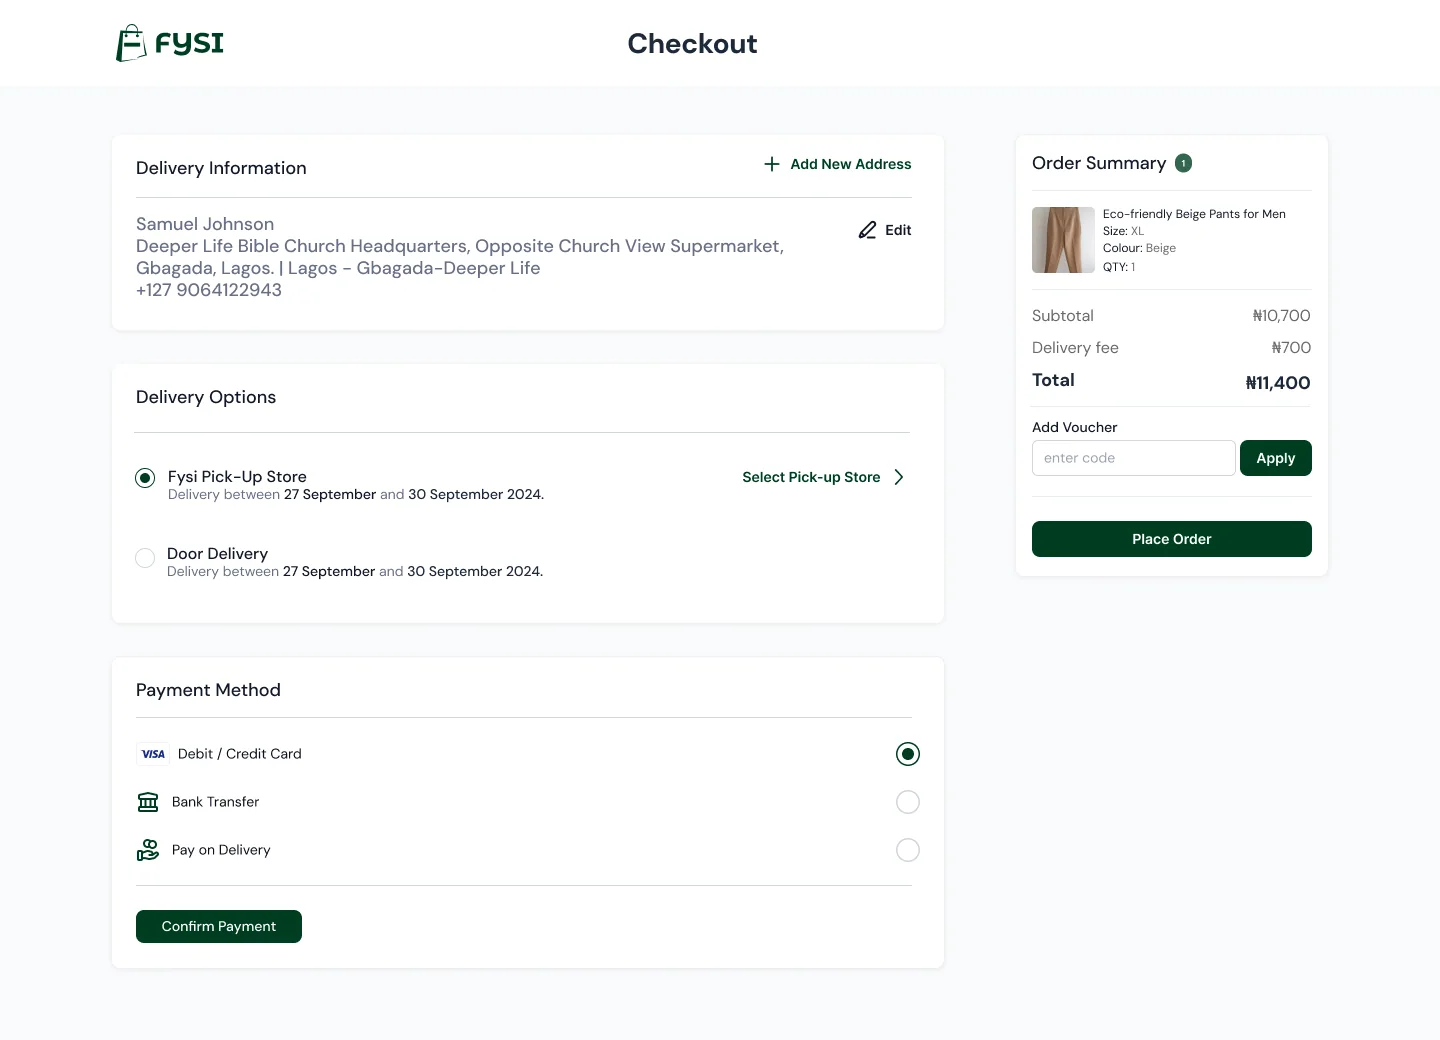 FYSI
Checkout
Delivery Information
Add New Address
Samuel Johnson
Deeper Life Bible Church Headquarters, Opposite Church View Supermarket,
Gbagada, Lagos. | Lagos - Gbagada-Deeper Life
+127 9064122943
Edit
Delivery Options
Fysi Pick-Up Store
Delivery between 27 September and 30 September 2024.
Select Pick-up Store
Door Delivery
Delivery between 27 September and 30 September 2024.
Payment Method
VISA Debit / Credit Card
Bank Transfer
Pay on Delivery
Confirm Payment
Order Summary 1
Eco-friendly Beige Pants for Men
Size: XL
Colour: Beige
QTY: 1
Subtotal ₦10,700
Delivery fee ₦700
Total ₦11,400
Add Voucher
enter code
Apply
Place Order